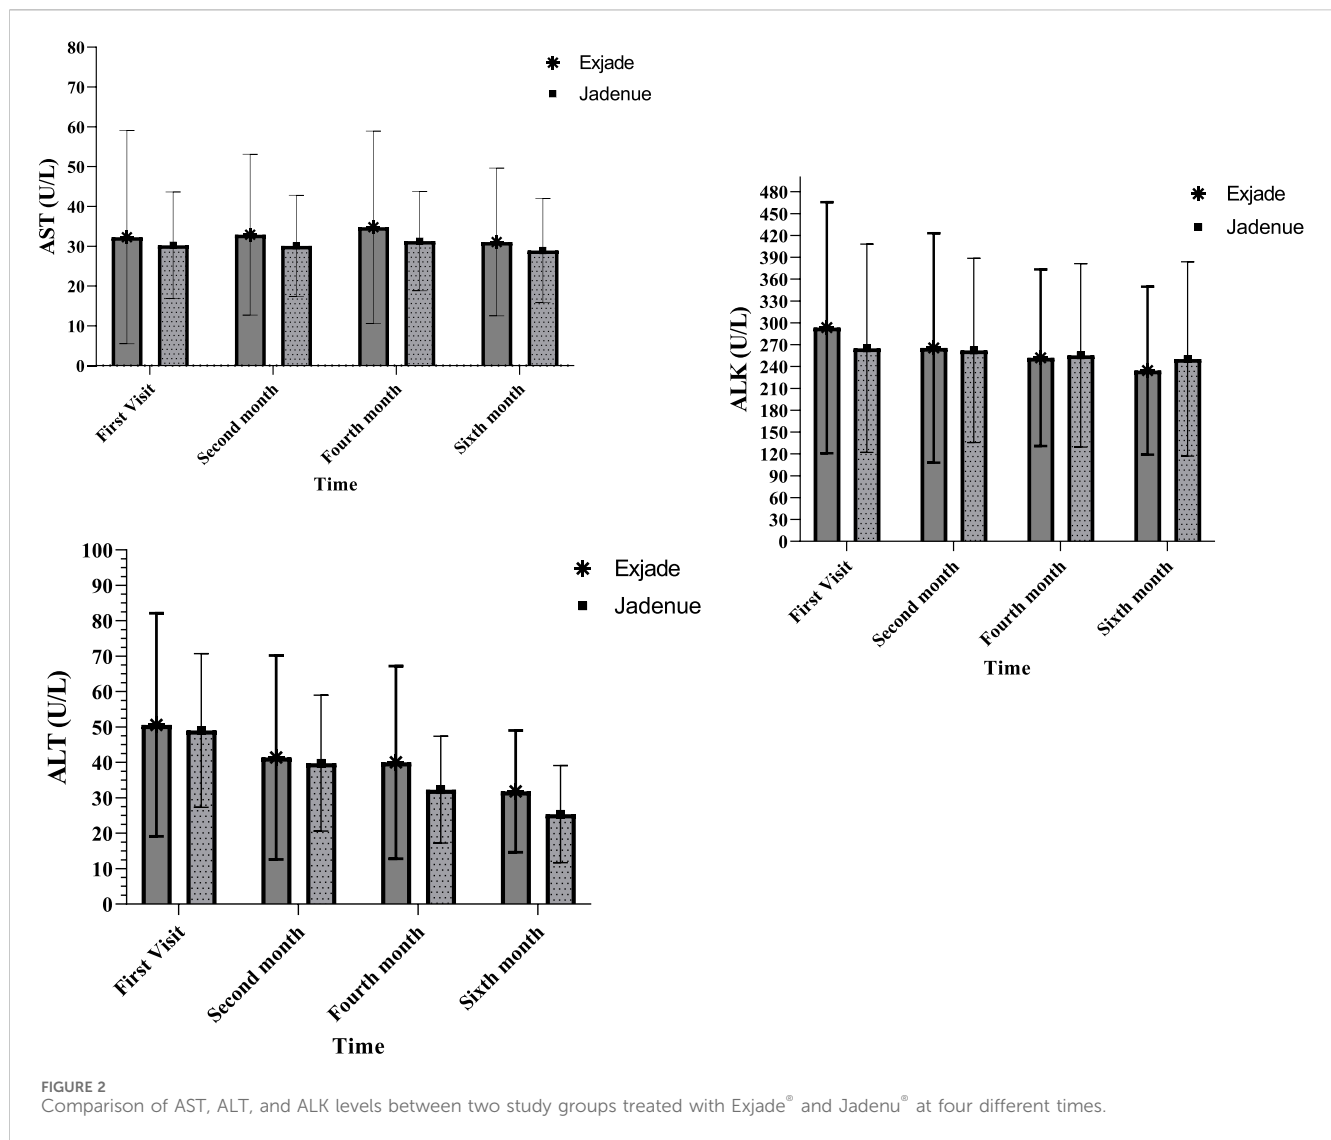 80
70
60
50
40
30
20
10
0
AST (U/L)
Exjade
Jadenue
First Visit
Second month
Fourth month
Sixth month
Time
480
450
420
390
360
330
300
270
240
210
180
150
120
90
60
30
0
ALK (U/L)
Exjade
Jadenue
First Visit
Second month
Fourth month
Sixth month
Time
100
90
80
70
60
50
40
30
20
10
0
ALT (U/L)
Exjade
Jadenue
First Visit
Second month
Fourth month
Sixth month
Time
FIGURE 2
Comparison of AST, ALT, and ALK levels between two study groups treated with Exjade® and Jadenu® at four different times.